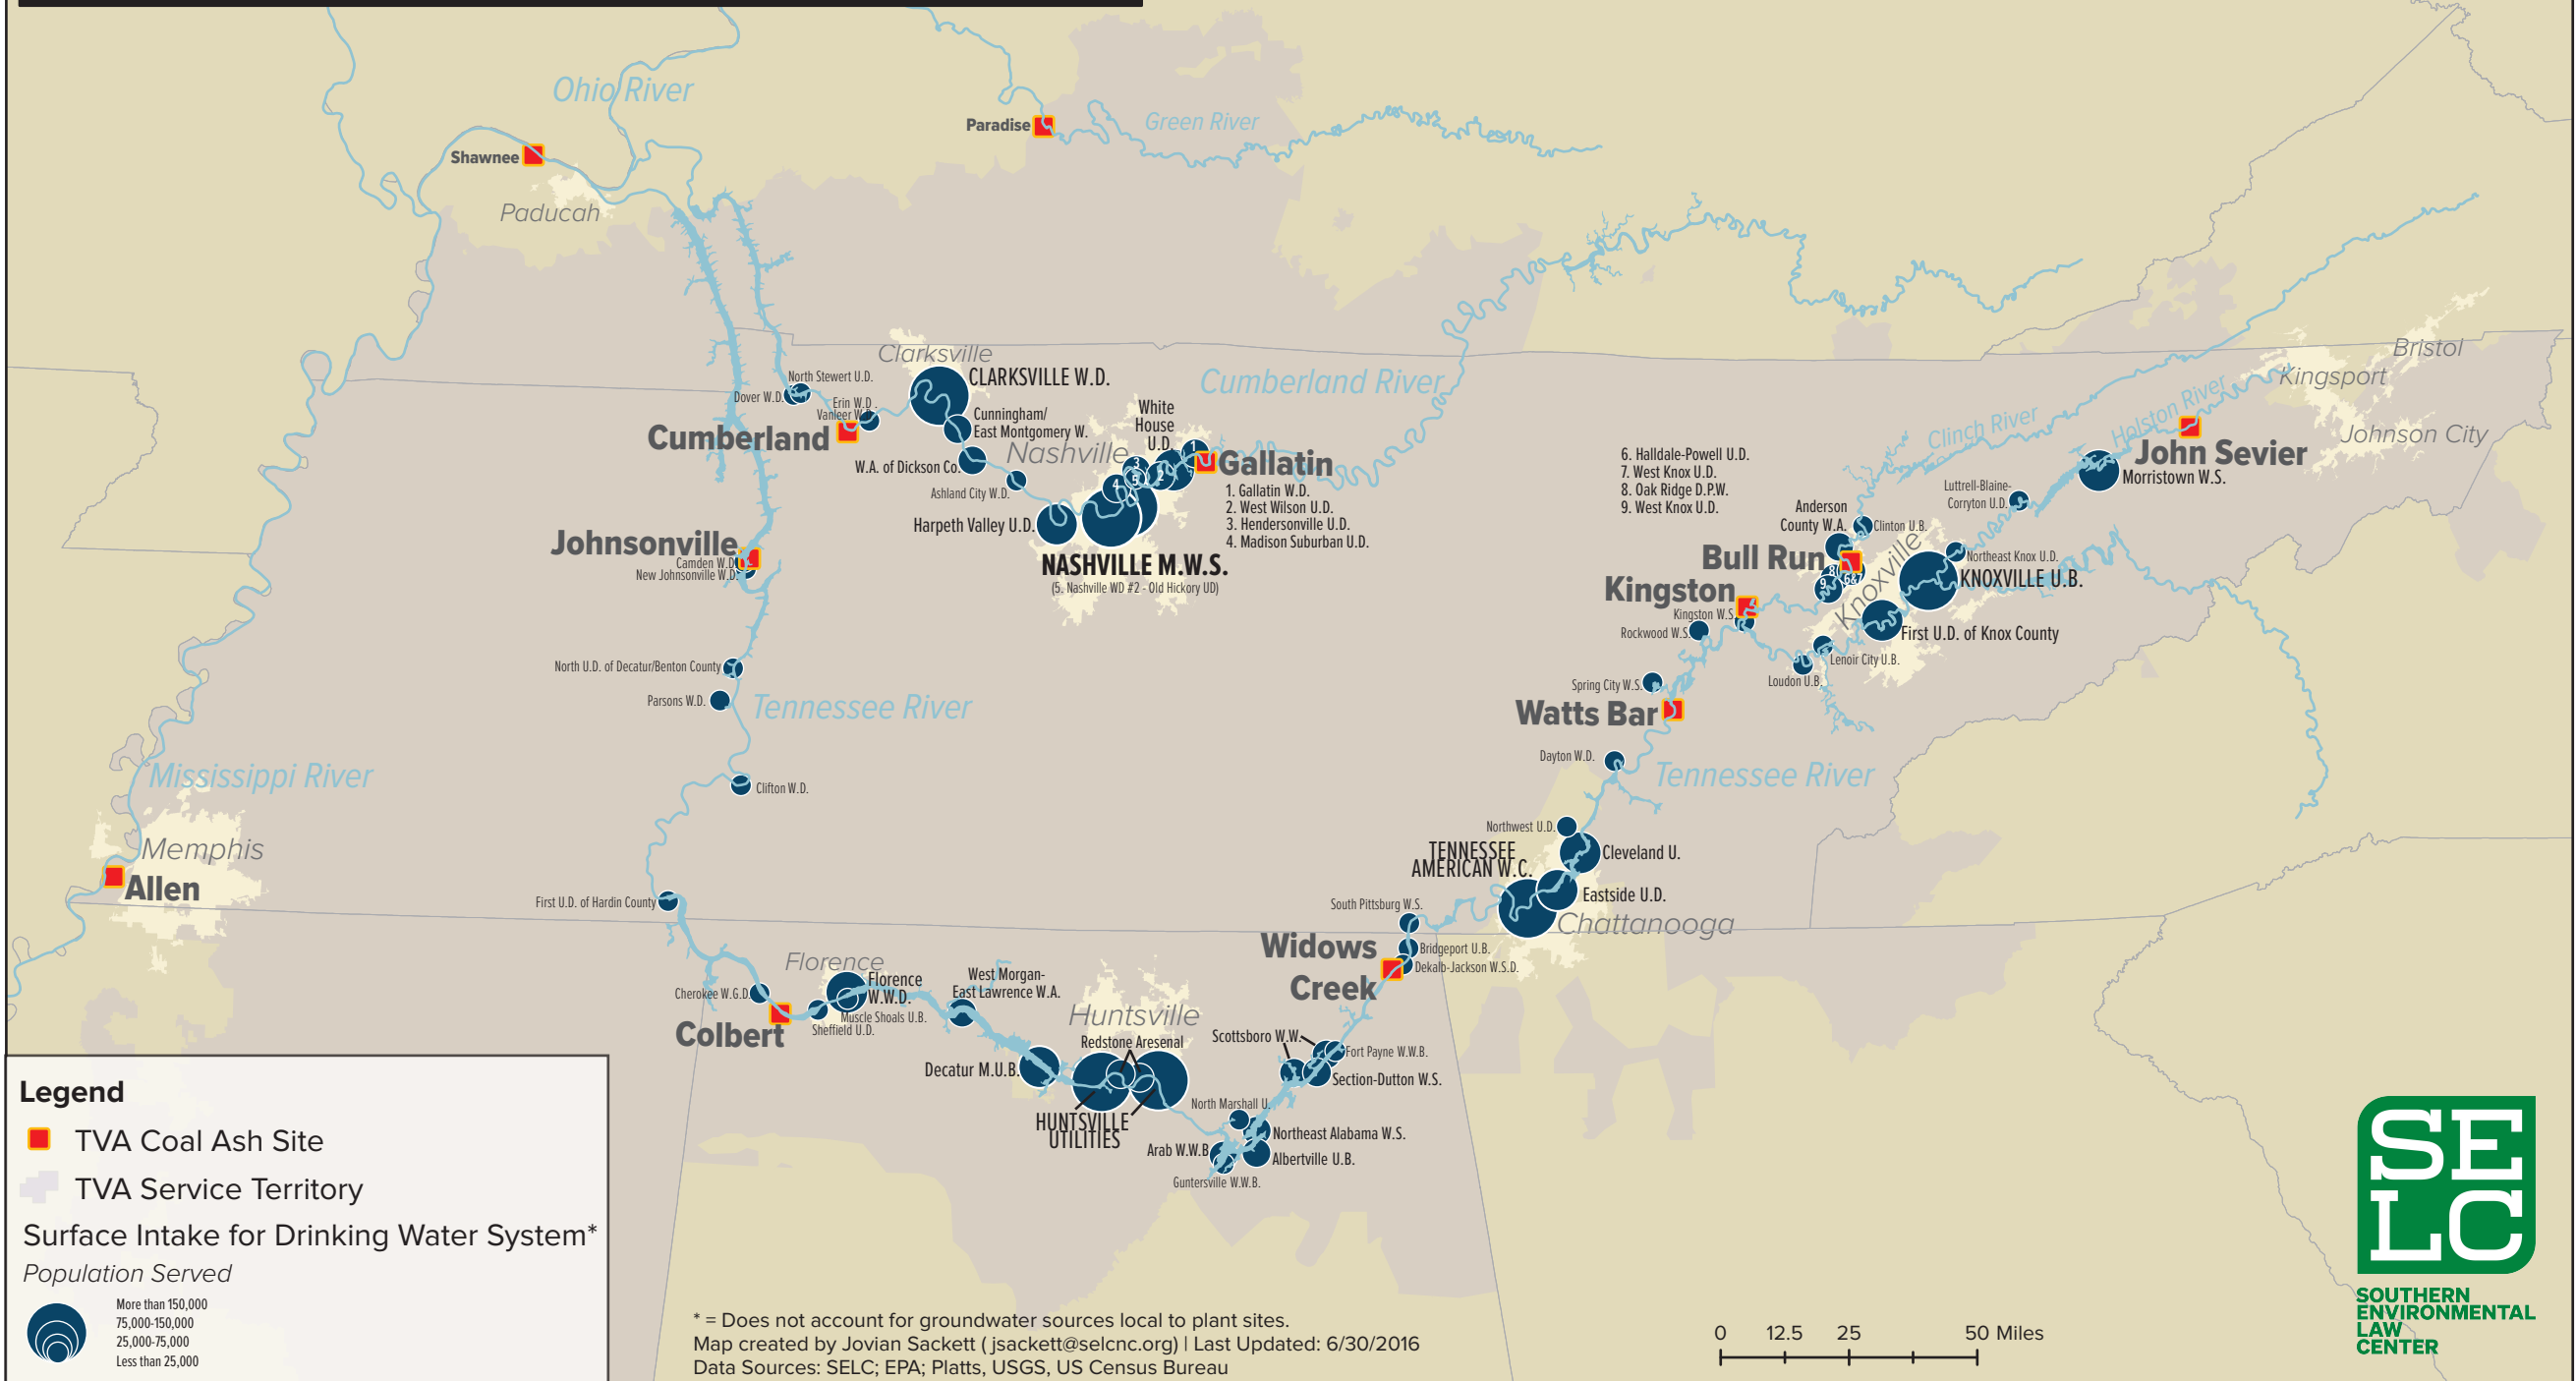 Ohio River
Shawnee
Paducah
Paradise
Green River
Clarksville
CLARKSVILLE W.D.
North Stewert U.D.
Dover W.D.
Erin W.D.
Vanleer W.D.
Cumberland
Cunningham/
East Montgomery W.
W.A. of Dickson Co.
Ashland City W.D.
Nashville
White
House
U.D.
Cumberland River
Gallatin
1
2
3
4
5
1. Gallatin W.D.
2. West Wilson U.D.
3. Hendersonville U.D.
4. Madison Suburban U.D.
Harpeth Valley U.D.
NASHVILLE M.W.S.
(5. Nashville WD #2 - Old Hickory UD)
Johnsonville
Camden W.D.
New Johnsonville W.D.
North U.D. of Decatur/Benton County
Parsons W.D.
Tennessee River
Clifton W.D.
Mississippi River
Memphis
Allen
First U.D. of Hardin County
Bristol
Kingsport
Johnson City
Clinch River
Holston River
John Sevier
Morristown W.S.
Luttrell-Blaine-
Corryton U.D.
6. Halldale-Powell U.D.
7. West Knox U.D.
8. Oak Ridge D.P.W.
9. West Knox U.D.
Anderson
County W.A.
Clinton U.B.
Bull Run
8
6&7
9
Knoxville
Northeast Knox U.D.
KNOXVILLE U.B.
Kingston
Kingston W.S.
Rockwood W.S.
First U.D. of Knox County
Lenoir City U.B.
Loudon U.B.
Spring City W.S.
Watts Bar
Dayton W.D.
Tennessee River
Northwest U.D.
TENNESSEE
AMERICAN W.C.
Cleveland U.
Eastside U.D.
Chattanooga
South Pittsburg W.S.
Widows
Creek
Bridgeport U.B.
Dekalb-Jackson W.S.D.
Florence
Florence
W.W.D.
Cherokee W.G.D.
Colbert
Muscle Shoals U.B.
Sheffield U.D.
West Morgan-
East Lawrence W.A.
Huntsville
Redstone Aresenal
Decatur M.U.B.
HUNTSVILLE
UTILITIES
Scottsboro W.W.
Fort Payne W.W.B.
Section-Dutton W.S.
North Marshall U.
Northeast Alabama W.S.
Arab W.W.B
Albertville U.B.
Guntersville W.W.B.
Legend
TVA Coal Ash Site
TVA Service Territory
Surface Intake for Drinking Water System*
Population Served
More than 150,000
75,000-150,000
25,000-75,000
Less than 25,000
* = Does not account for groundwater sources local to plant sites.
Map created by Jovian Sackett ( jsackett@selcnc.org) | Last Updated: 6/30/2016
Data Sources: SELC; EPA; Platts, USGS, US Census Bureau
0 12.5 25 50 Miles
SE
LC
SOUTHERN
ENVIRONMENTAL
LAW
CENTER